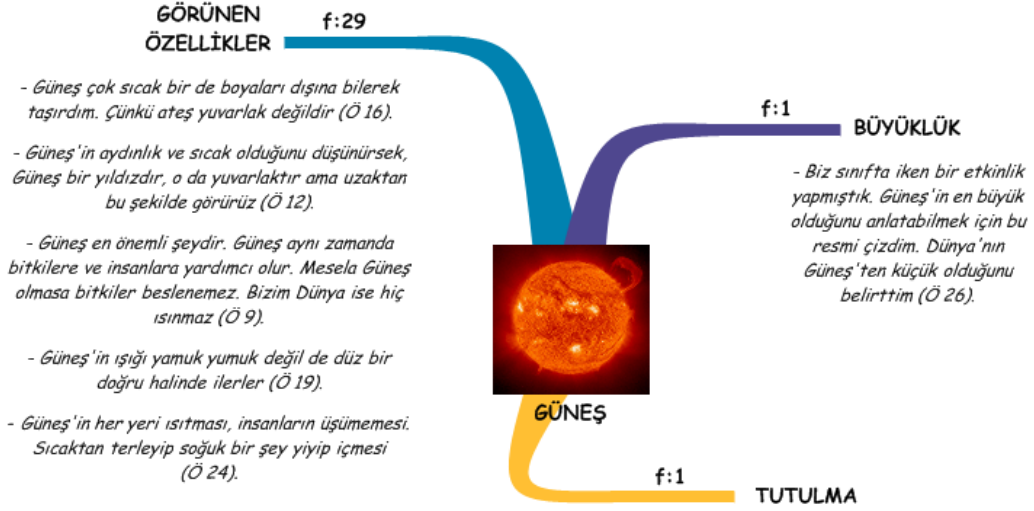 GÖRÜNEN
ÖZELLİKLER
f:29
- Güneş çok sıcak bir de boyaları dışına bilerek
taşırdım. Çünkü ateş yuvarlak değildir (Ö 16).
- Güneş'in aydınlık ve sıcak olduğunu düşünürsek,
Güneş bir yıldızdır, o da yuvarlaktır ama uzaktan
bu şekilde görürüz (Ö 12).
- Güneş en önemli şeydir. Güneş aynı zamanda
bitkilere ve insanlara yardımcı olur. Mesela Güneş
olmasa bitkiler beslenemez. Bizim Dünya ise hiç
ısınmaz (Ö 9).
- Güneş'in ışığı yamuk yumuk değil de düz bir
doğru halinde ilerler (Ö 19).
- Güneş'in her yeri ısıtması, insanların üşümemesi.
Sıcaktan terleyip soğuk bir şey yiyip içmesi
(Ö 24).
f:1
BÜYÜKLÜK
- Biz sınıfta iken bir etkinlik
yapmıştık. Güneş'in en büyük
olduğunu anlatabilmek için bu
resmi çizdim. Dünya'nın
Güneş'ten küçük olduğunu
belirttim (Ö 26).
GÜNEŞ
f:1
TUTULMA